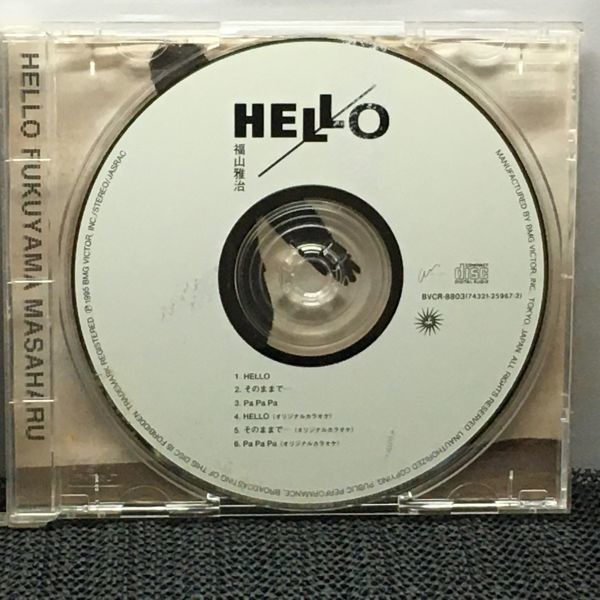 HELLO FUKUYAMA MASAHARU
HELLO
福山雅治
COMPACT
disc
DIGITAL AUDIO
BVCR-8803(74321-25967-2)
1. HELLO
2. そのままで…
3. Pa Pa Pa
4. HELLO (オリジナルカラオケ)
5. そのままで… (オリジナルカラオケ)
6. Pa Pa Pa (オリジナルカラオケ)
MANUFACTURED BY BMG VICTOR, INC., TOKYO, JAPAN. ALL RIGHTS RESERVED. UNAUTHORIZED COPYING, PUBLIC PERFORMANCE, BROADCASTING OF THIS DISC IS FORBIDDEN. TRADEMARK REGISTERED. ℗1995 BMG VICTOR, INC./STEREO/JASRAC